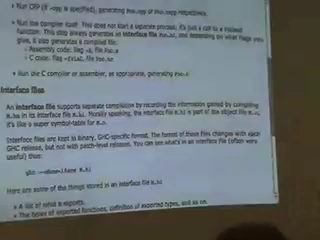 • Run CPP (if -cpp is specified), generating Foo.cpp or Foo.hcpp respectively.
• Run the compiler itself. This does not start a separate process; it's just a call to a Haskell
function. This step always generates an interface file Foo.hi, and depending on what flags you
give, it also generates a compiled file.
Assembly code: flag -S, file Foo.s
C code: flags -C file Foo.hc
• Run the C compiler or assembler, as appropriate, generating Foo.o
Interface files
An interface file supports separate compilation by recording the information gained by compiling
M.hs in its interface file M.hi. Morally speaking, the interface file M.hi is part of the object file M.o;
it's like a super symbol-table for M.o.
Interface files are kept in binary, GHC-specific format. The format of these files changes with each
GHC release, but not with patch-level releases. You can see what's in an interface file (often very
useful) thus:
ghc --show-iface M.hi
Here are some of the things stored in an interface file M.hi
• A list of what M exports.
• The types of exported functions, definition of exported types, and so on.